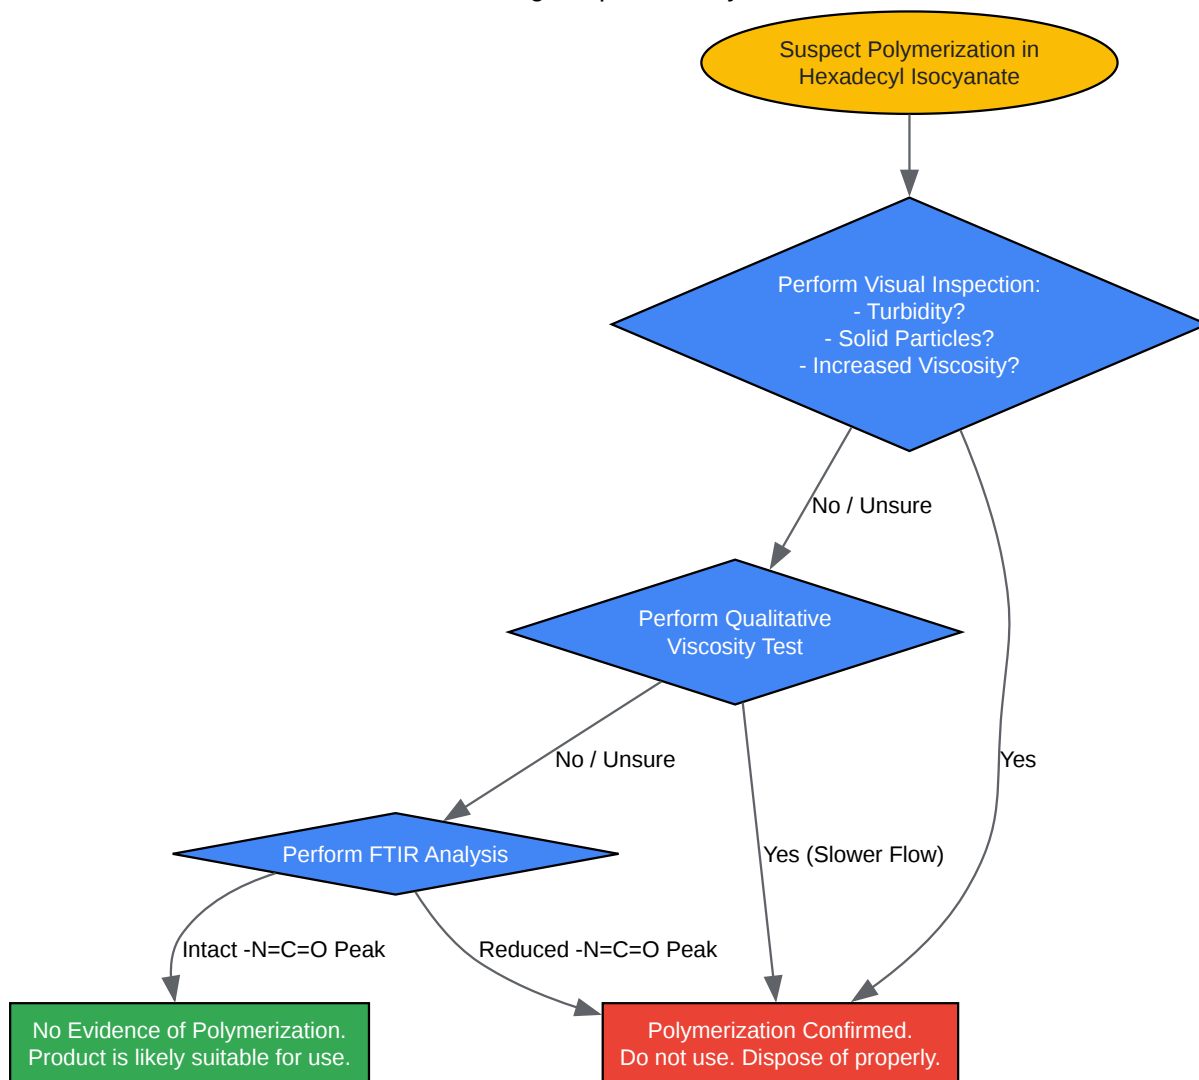 Suspect Polymerization in
Hexadecyl Isocyanate
Perform Visual Inspection:
- Turbidity?
- Solid Particles?
- Increased Viscosity?
No / Unsure
Perform Qualitative
Viscosity Test
No / Unsure
Yes
Perform FTIR Analysis
Yes (Slower Flow)
Intact -N=C=O Peak
Reduced -N=C=O Peak
No Evidence of Polymerization.
Product is likely suitable for use.
Polymerization Confirmed.
Do not use. Dispose of properly.